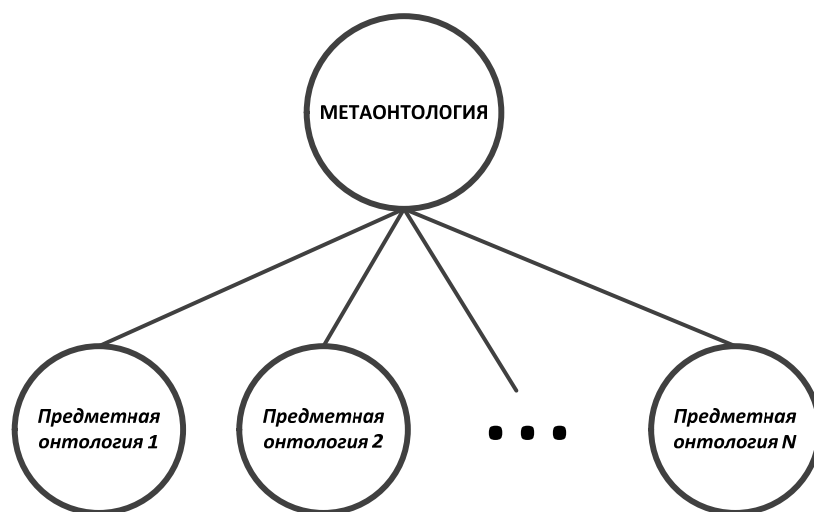 МЕТАОНТОЛОГИЯ
Предметная
онтология 1
Предметная
онтология 2
• • •
Предметная
онтология N